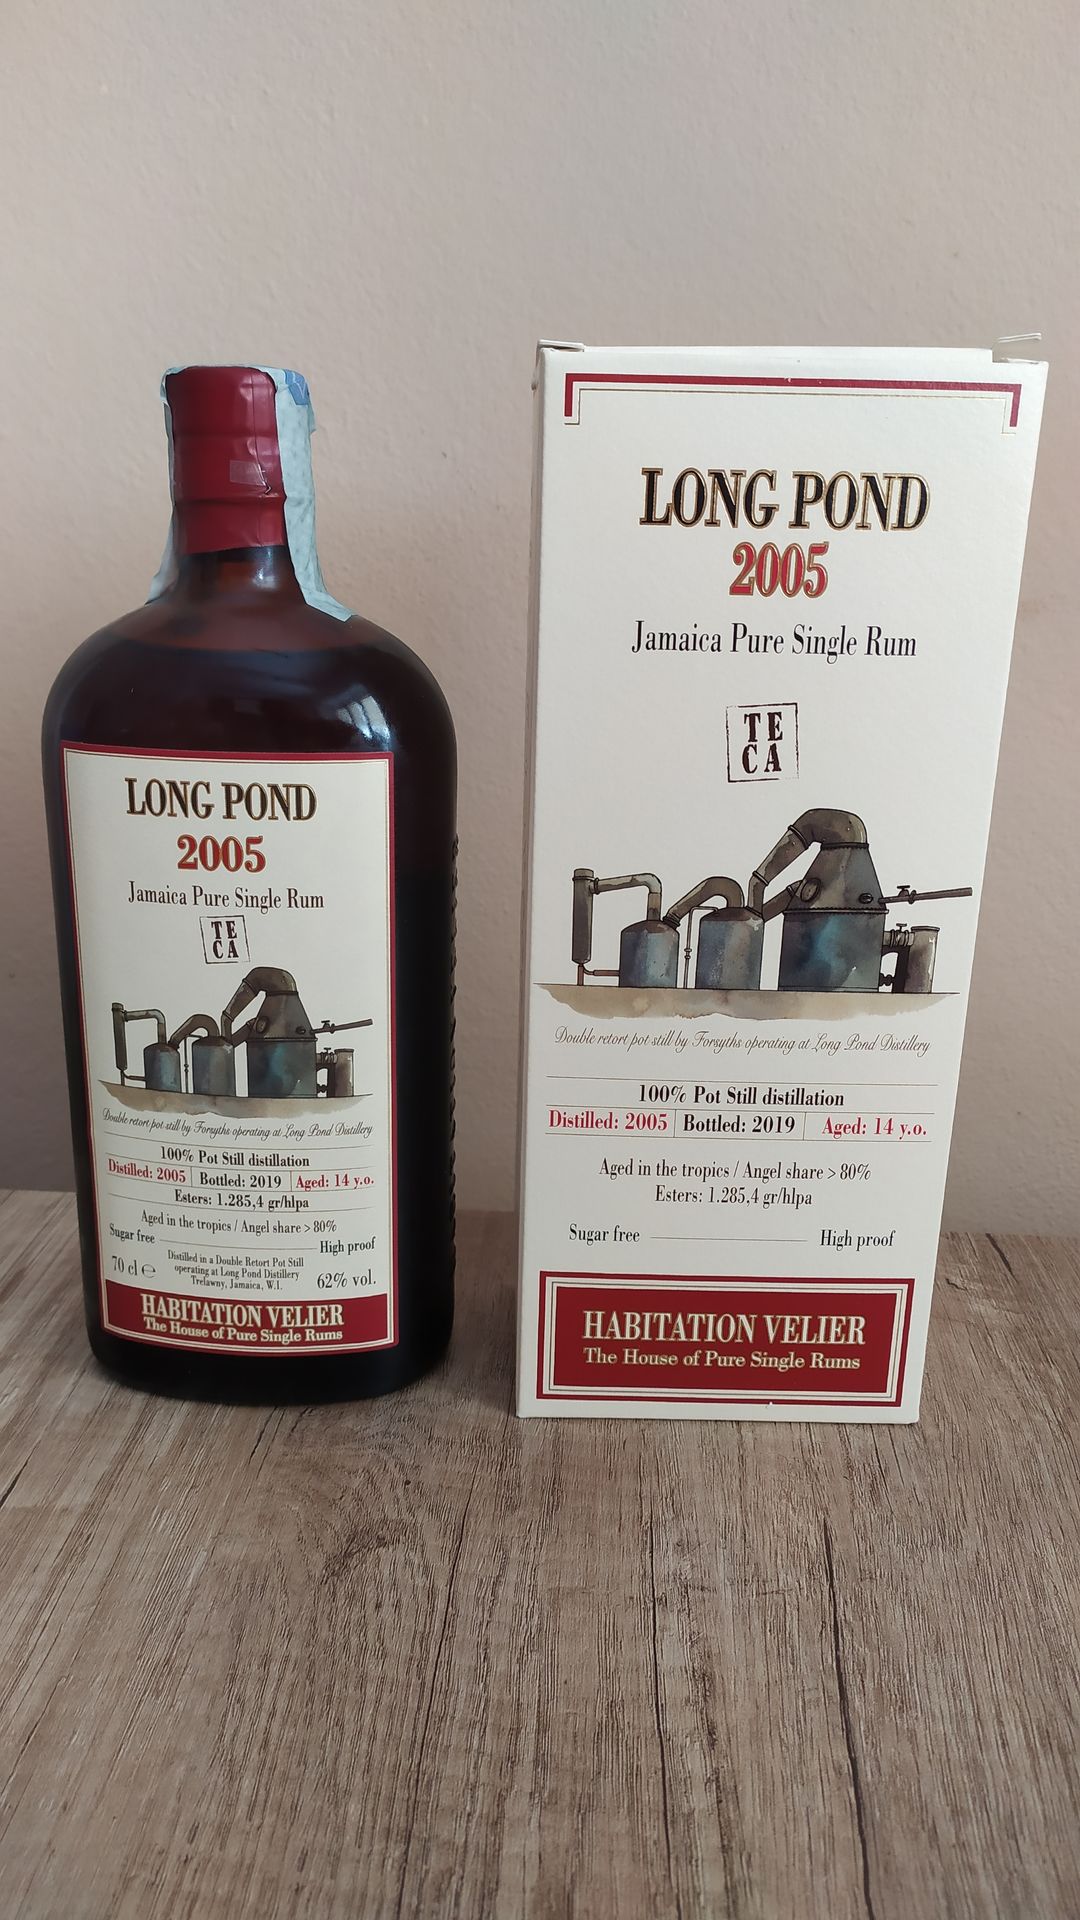 LONG POND
2005
Jamaica Pure Single Rum
TE
CA
Double retort pot still by Forsyths operating at Long Pond Distillery
100% Pot Still distillation
Distilled: 2005 Bottled: 2019 Aged: 14 y.o.
Esters: 1.285,4 gr/hlpa
Aged in the tropics / Angel share > 80%
Sugar free High proof
Distilled in a Double Retort Pot Still
operating at Long Pond Distillery
Trelawny, Jamaica, W.I.
70 cl e 62% vol.
HABITATION VELIER
The House of Pure Single Rums
LONG POND
2005
Jamaica Pure Single Rum
TE
CA
Double retort pot still by Forsyths operating at Long Pond Distillery
100% Pot Still distillation
Distilled: 2005 Bottled: 2019 Aged: 14 y.o.
Aged in the tropics / Angel share > 80%
Esters: 1.285,4 gr/hlpa
Sugar free High proof
HABITATION VELIER
The House of Pure Single Rums